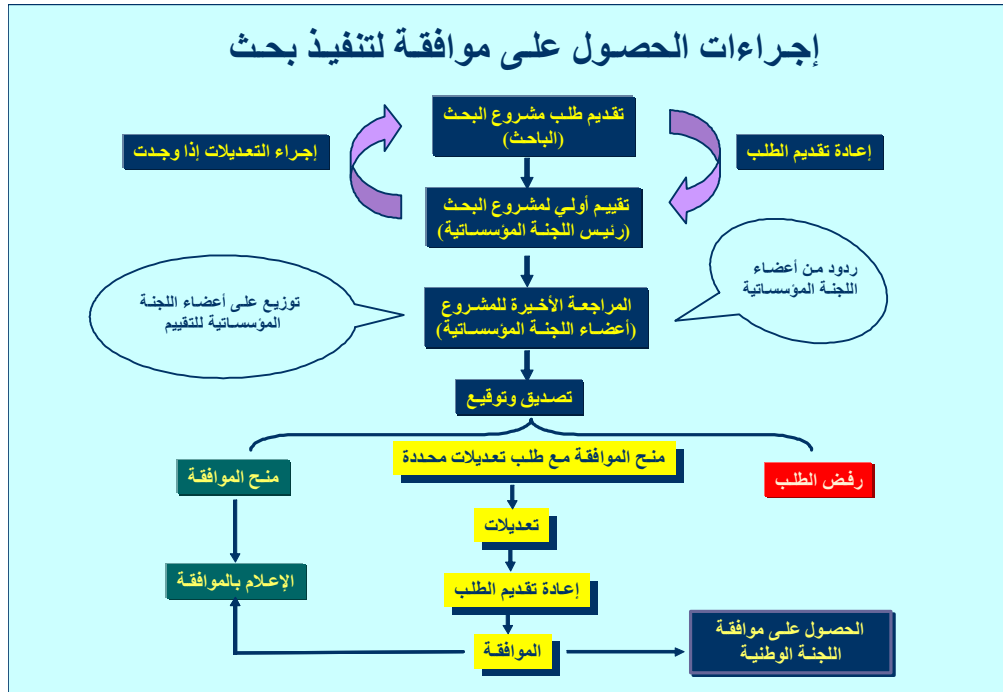 إجراءات الحصول على موافقة لتنفيذ بحث
تقديم طلب مشروع البحث
(الباحث)
إعادة تقديم الطلب
إجراء التعديلات إذا وجدت
تقييم أولي لمشروع البحث
(رئيس اللجنة المؤسساتية)
ردود من أعضاء
اللجنة المؤسساتية
المراجعة الأخيرة للمشروع
(أعضاء اللجنة المؤسساتية)
توزيع على أعضاء اللجنة
المؤسساتية للتقييم
تصديق وتوقيع
رفض الطلب
منح الموافقة مع طلب تعديلات محددة
منح الموافقة
تعديلات
إعادة تقديم الطلب
الإعلام بالموافقة
الموافقة
الحصول على موافقة
اللجنة الوطنية